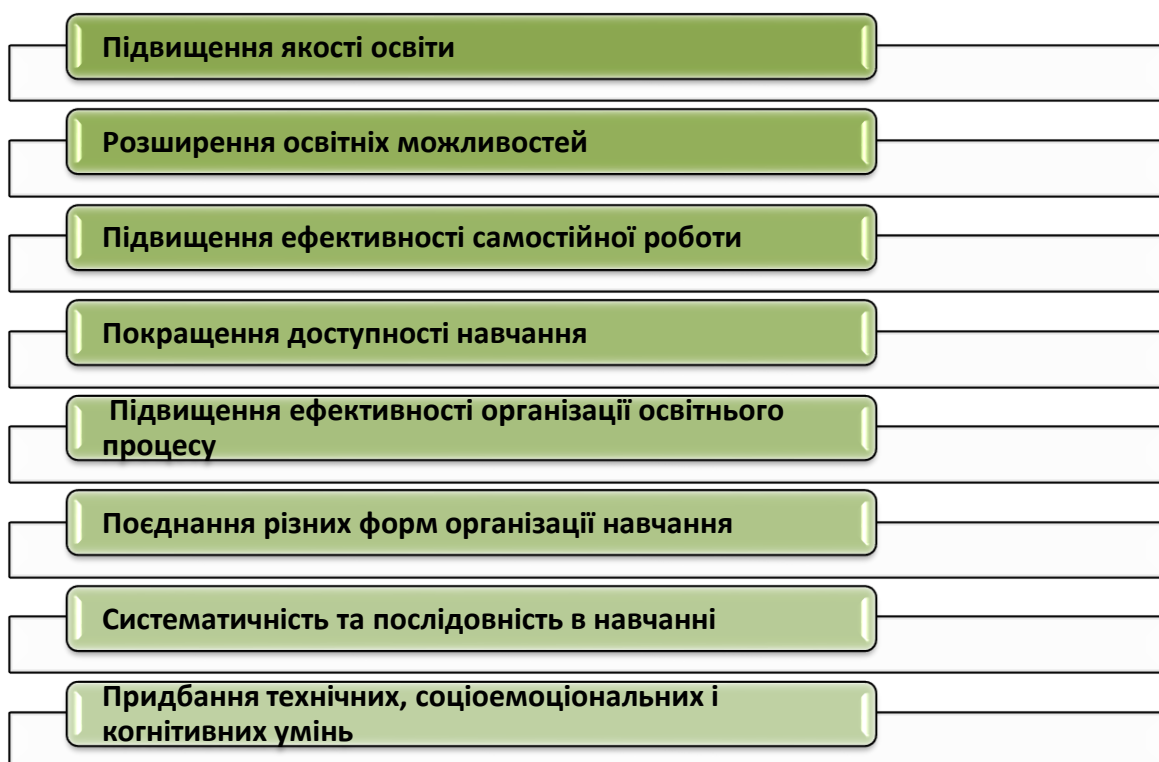 Підвищення якості освіти
Розширення освітніх можливостей
Підвищення ефективності самостійної роботи
Покращення доступності навчання
Підвищення ефективності організації освітнього
процесу
Поєднання різних форм організації навчання
Систематичність та послідовність в навчанні
Придбання технічних, соціоемоціональних і
когнітивних умінь